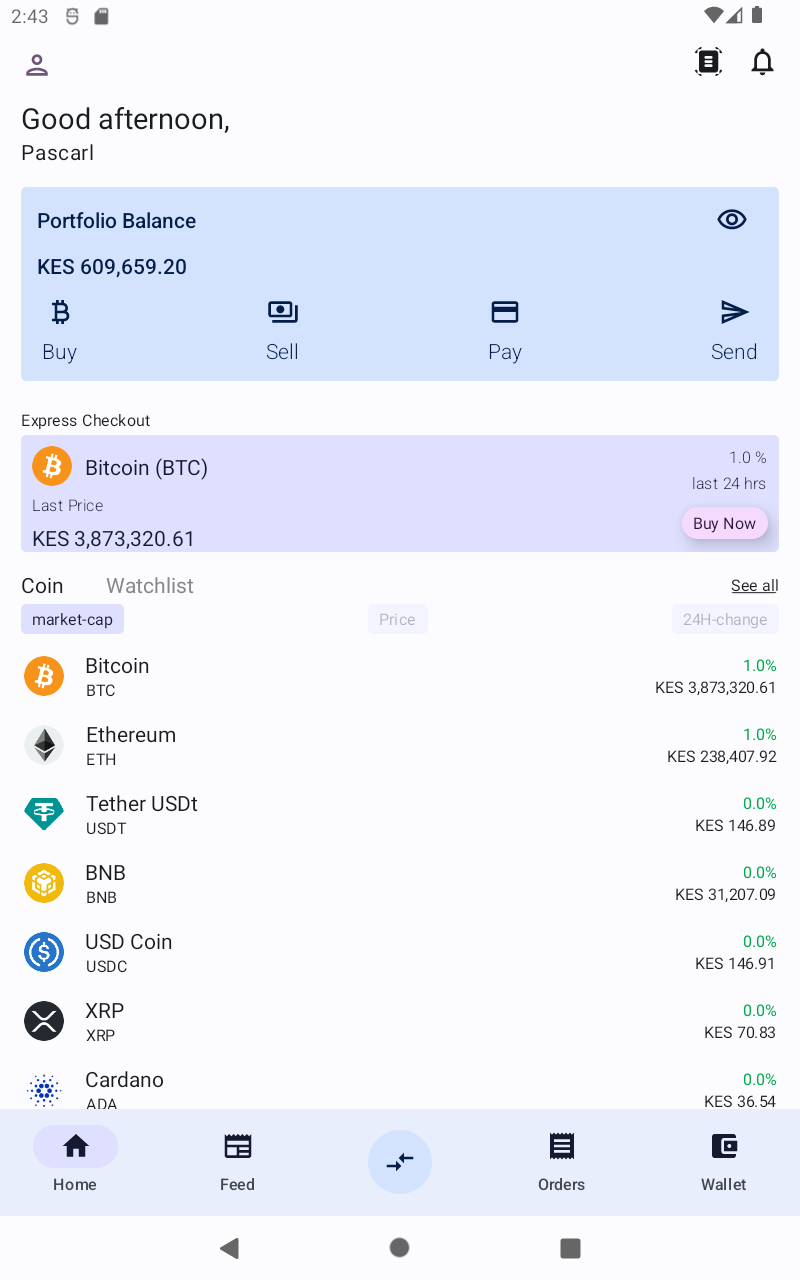 2:43
Good afternoon,
Pascarl
Portfolio Balance
KES 609,659.20
Buy
Sell
Pay
Send
Express Checkout
Bitcoin (BTC)
1.0 %
last 24 hrs
Last Price
KES 3,873,320.61
Buy Now
Coin
Watchlist
See all
market-cap
Price
24H-change
Bitcoin
1.0%
BTC
KES 3,873,320.61
Ethereum
1.0%
ETH
KES 238,407.92
Tether USDt
0.0%
USDT
KES 146.89
BNB
0.0%
BNB
KES 31,207.09
USD Coin
0.0%
USDC
KES 146.91
XRP
0.0%
XRP
KES 70.83
Cardano
0.0%
ADA
KES 36.54
Home
Feed
Orders
Wallet